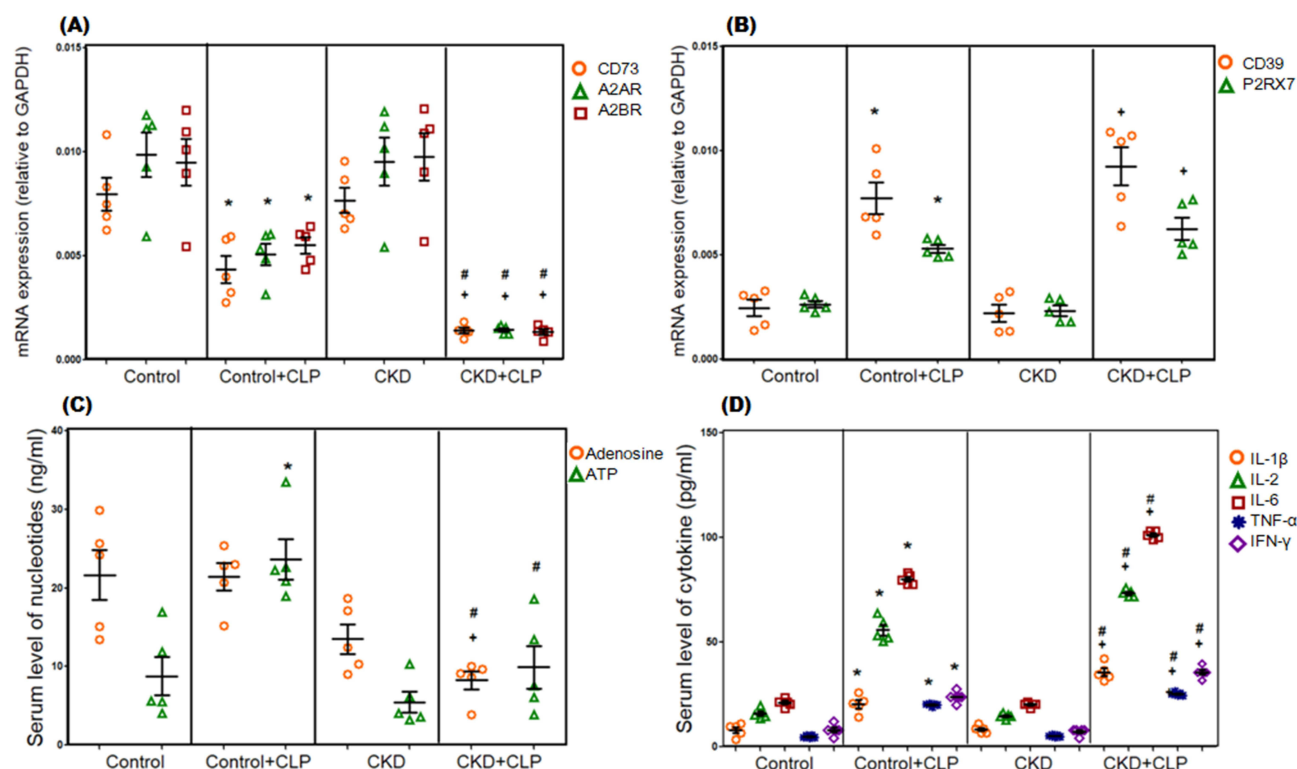 (A)
mRNA expression (relative to GAPDH)
0.015
0.010
0.005
0.000
CD73
A2AR
A2BR
* * *
# # #
+ + +
Control Control+CLP CKD CKD+CLP
(B)
mRNA expression (relative to GAPDH)
0.015
0.010
0.005
0.000
CD39
P2RX7
* *
+ +
Control Control+CLP CKD CKD+CLP
(C)
Serum level of nucleotides (ng/ml)
40
30
20
10
0
Adenosine
ATP
*
# #
+
Control Control+CLP CKD CKD+CLP
(D)
Serum level of cytokine (pg/ml)
150
100
50
0
IL-1β
IL-2
IL-6
TNF-α
IFN-γ
* * * * *
# # # # #
+ + + + +
Control Control+CLP CKD CKD+CLP